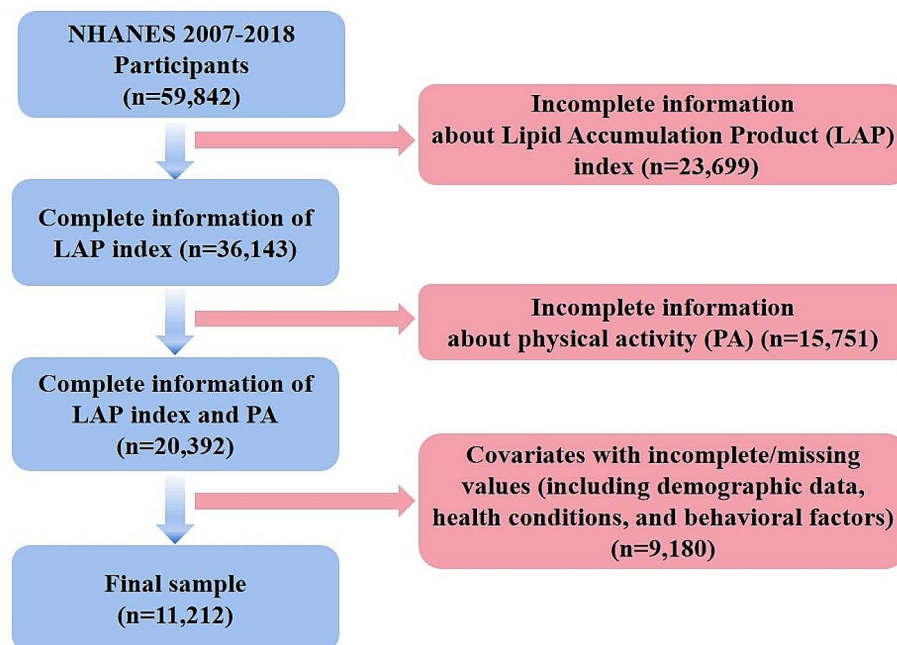 NHANES 2007-2018
Participants
(n=59,842)
Incomplete information
about Lipid Accumulation Product (LAP)
index (n=23,699)
Complete information of
LAP index (n=36,143)
Incomplete information
about physical activity (PA) (n=15,751)
Complete information of
LAP index and PA
(n=20,392)
Covariates with incomplete/missing
values (including demographic data,
health conditions, and behavioral factors)
(n=9,180)
Final sample
(n=11,212)